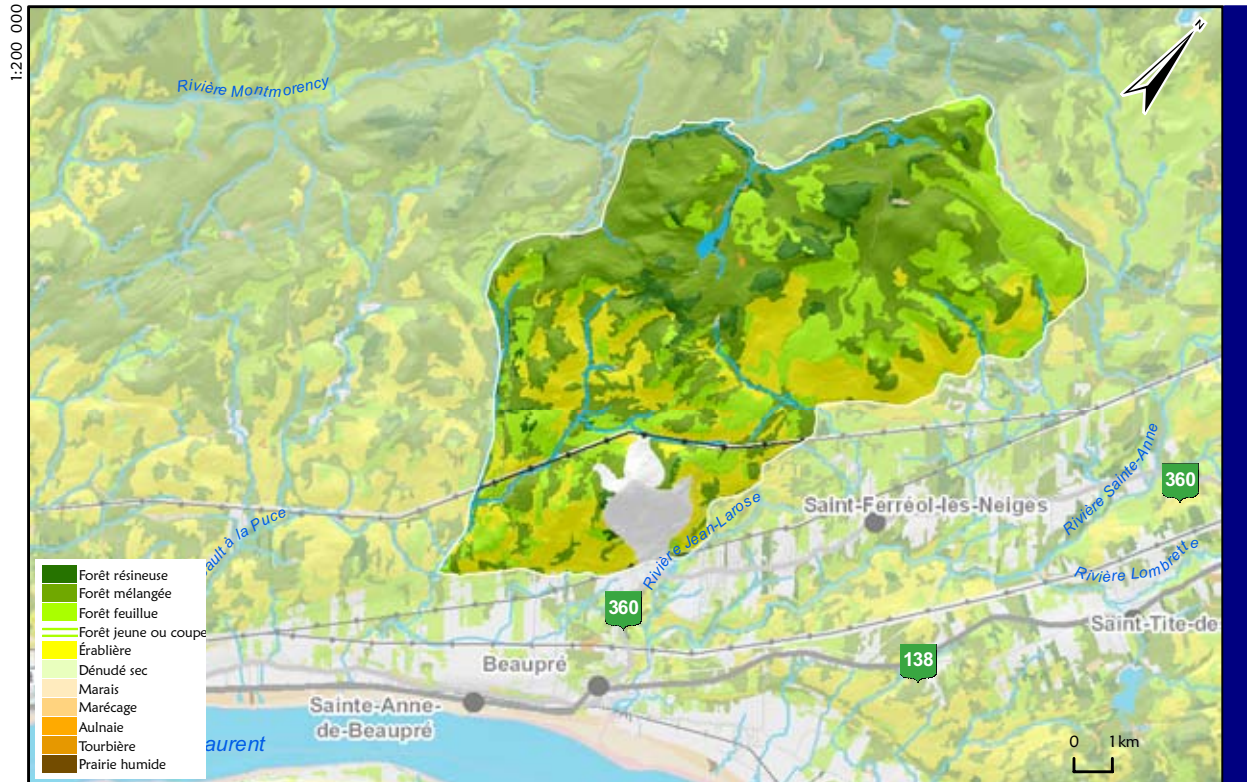 1:200 000
N
Rivière Montmorency
360
Saint-Ferréol-les-Neiges
Rivière Sainte-Anne
ault à la Puce
Rivière Jean-Larose
Rivière Lombrette
360
Saint-Tite-de-
138
Beaupré
Sainte-Anne-
de-Beaupré
aurent
0 1 km
Forêt résineuse
Forêt mélangée
Forêt feuillue
Forêt jeune ou coupe
Érablière
Dénudé sec
Marais
Marécage
Aulnaie
Tourbière
Prairie humide